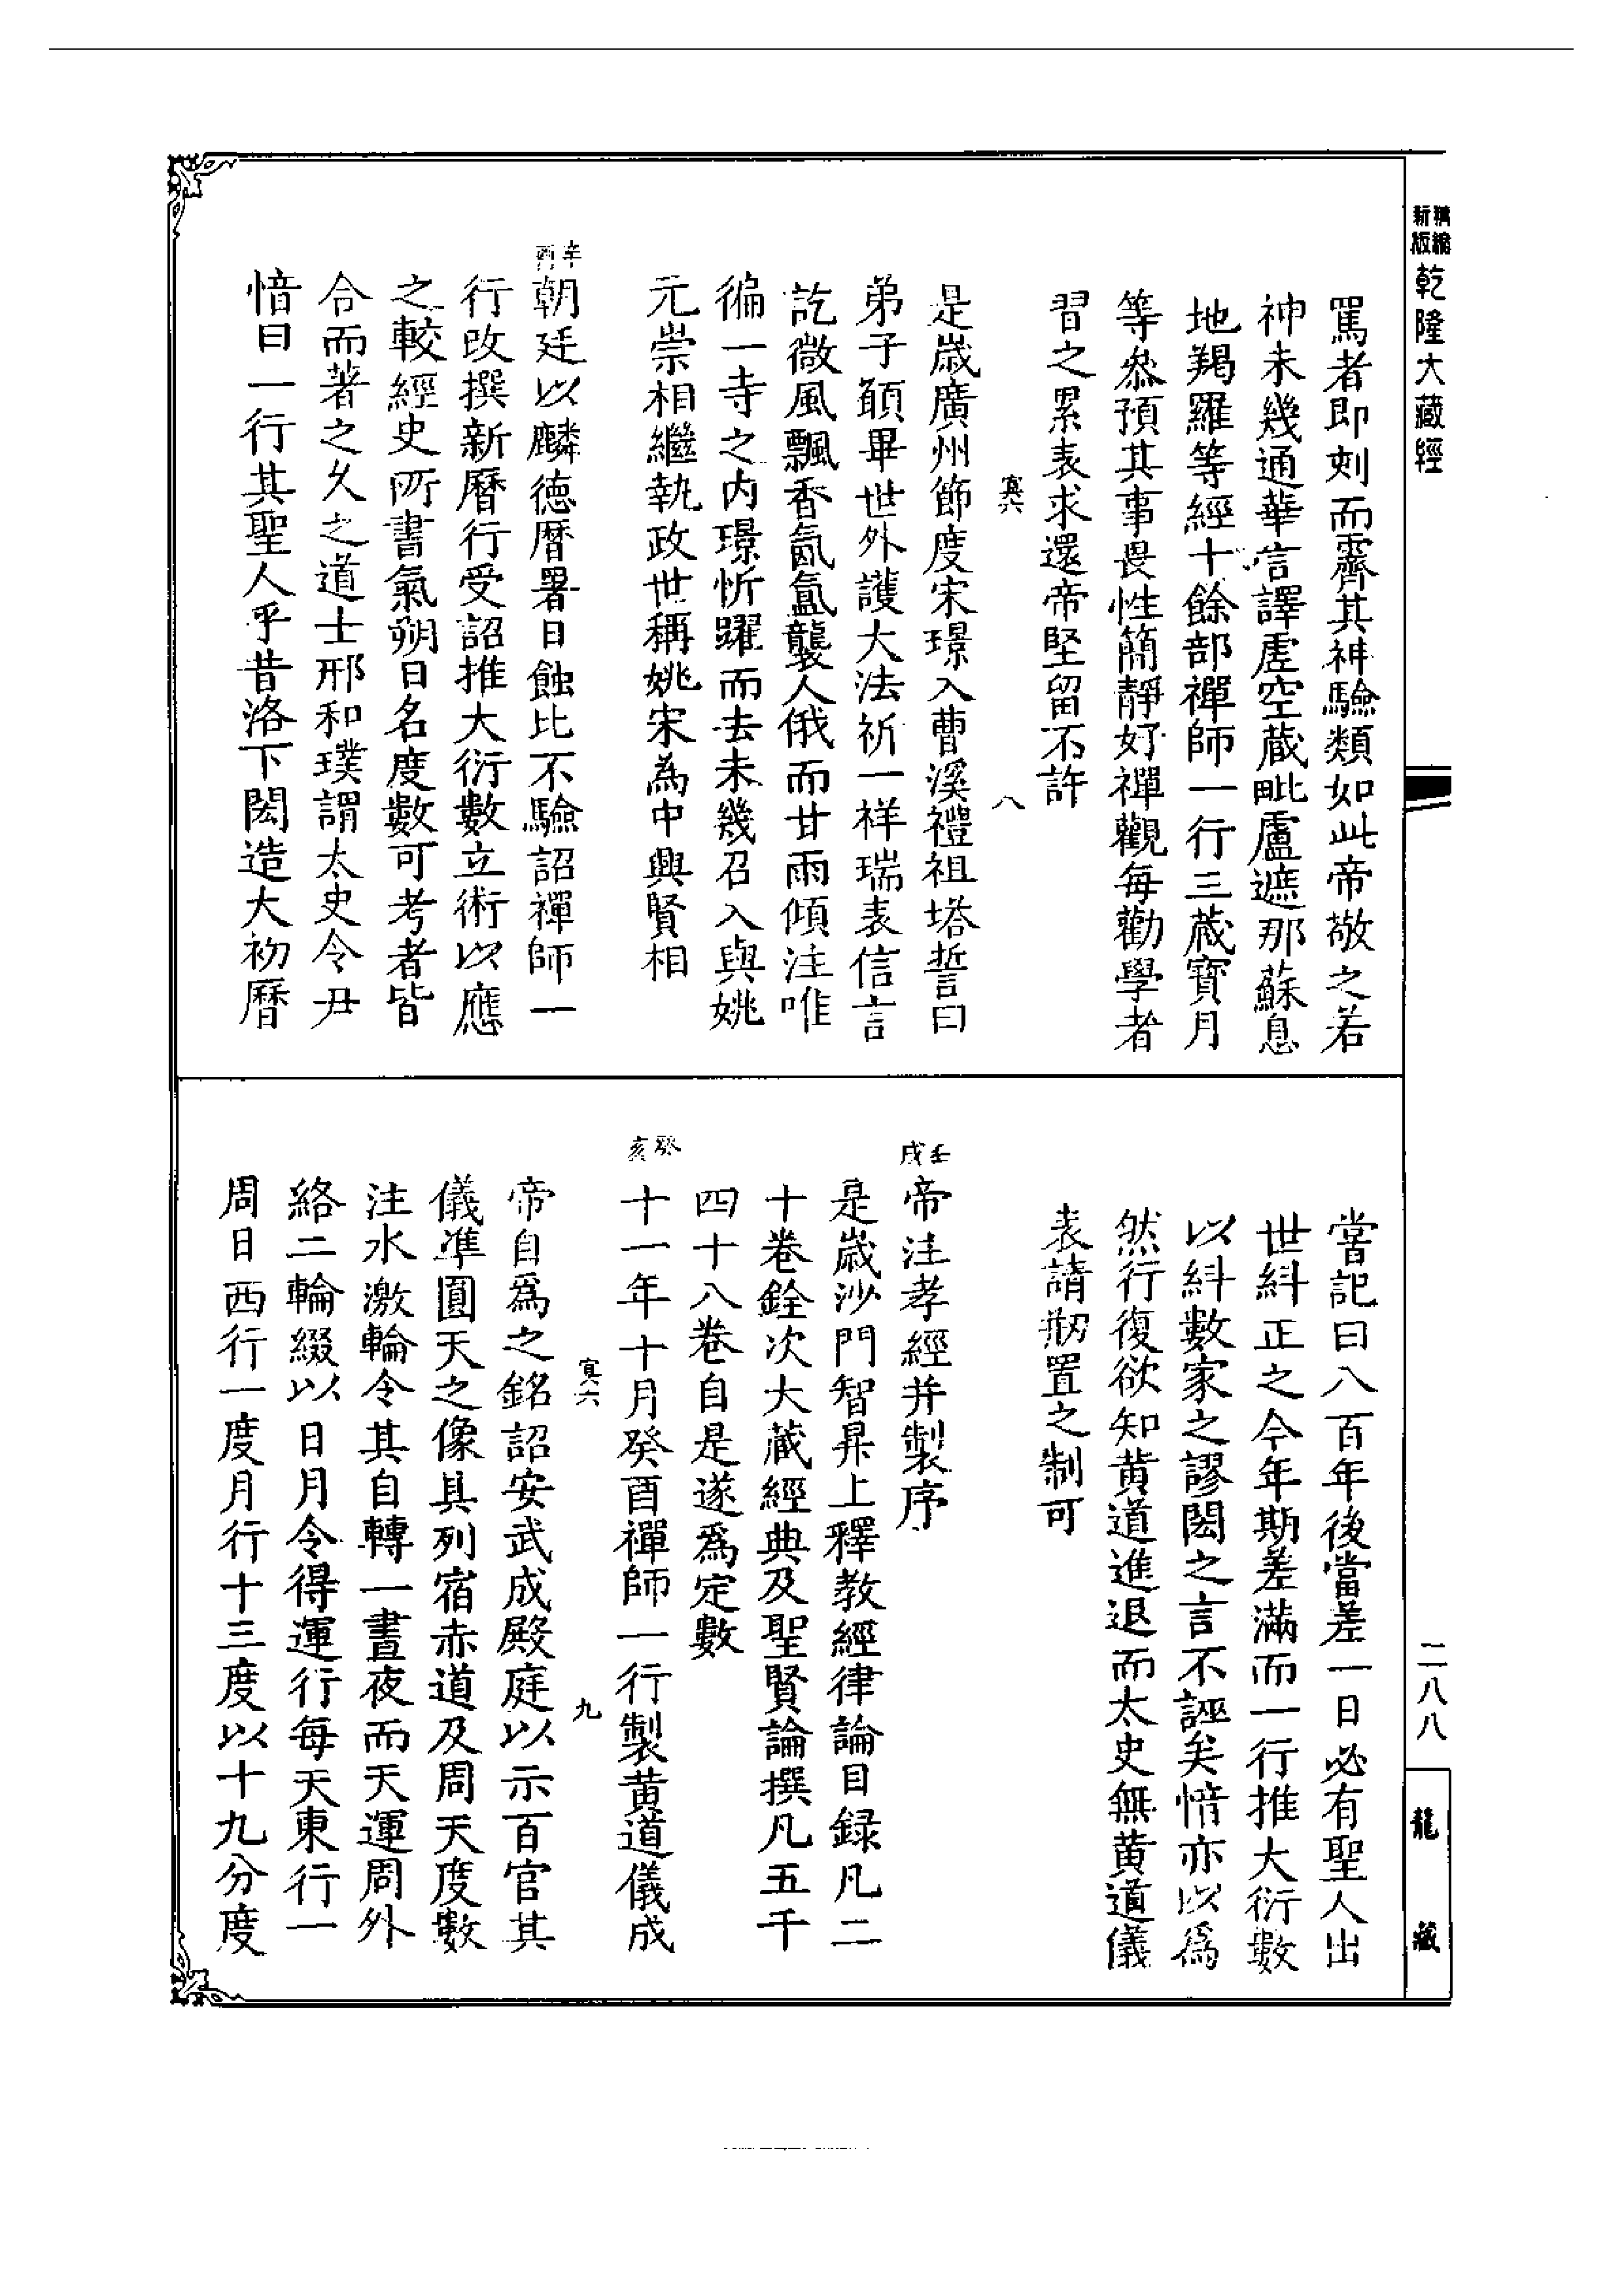 精縮新版
乾隆大藏經
罵者即刻而霽其神驗類如此帝敬之若
神未幾通華言譯虛空藏毗盧遮那蘇息
地羯羅等經十餘部禪師一行三藏寶月
等叅預其事畏性簡靜好禪觀每勸學者
習之累表求還帝堅留不許
寘六
八
是歲廣州節度宋璟入曹溪禮祖塔誓曰
弟子願畢世外護大法祈一祥瑞表信言
訖微風飄香氤氳襲人俄而甘雨傾注唯
徧一寺之内璟忻躍而去未幾召入與姚
元崇相繼執政世稱姚宋為中興賢相
辛酉
朝廷以麟德曆署日蝕比不驗詔禪師一
行改撰新曆行受詔推大衍數立術以應
之較經史所書氣朔日名度數可考者皆
合而著之久之道士邢和璞謂太史令尹
愔曰一行其聖人乎昔洛下閎造大初曆
當記曰八百年後當差一日必有聖人出
世糾正之今年期差滿而一行推大衍數
以糾數家之謬閎之言不誣矣愔亦以爲
然行復欲知黄道進退而太史無黄道儀
表請剏置之制可
壬戌
帝注孝經并製序
是歲沙門智昇上釋教經律論目録凡二
十卷銓次大藏經典及聖賢論撰凡五千
四十八卷自是遂爲定數
癸亥
十一年十月癸酉禪師一行製黄道儀成
寘六
九
帝自爲之銘詔安武成殿庭以示百官其
儀準圓天之像具列宿赤道及周天度數
注水激輪令其自轉一晝夜而天運周外
絡二輪綴以日月令得運行每天東行一
周日西行一度月行十三度以十九分度
二八八
龍藏